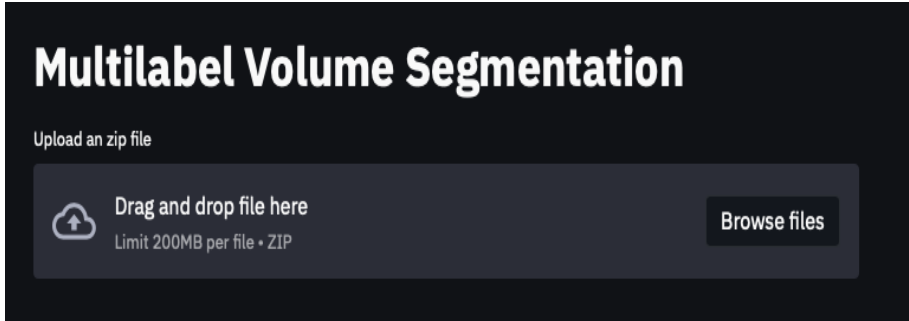 Multilabel Volume Segmentation
Upload an zip file
Drag and drop file here
Limit 200MB per file • ZIP
Browse files